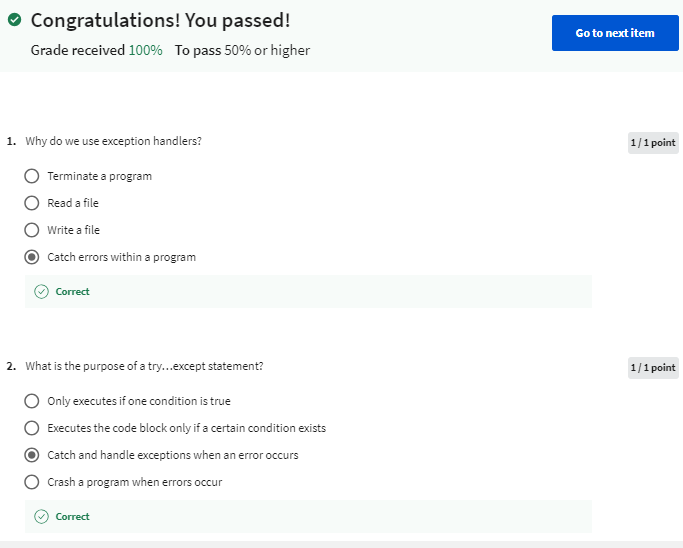 Congratulations! You passed!
Grade received 100% To pass 50% or higher
Go to next item
1. Why do we use exception handlers?
1 / 1 point
Terminate a program
Read a file
Write a file
Catch errors within a program
Correct
2. What is the purpose of a try...except statement?
1 / 1 point
Only executes if one condition is true
Executes the code block only if a certain condition exists
Catch and handle exceptions when an error occurs
Crash a program when errors occur
Correct